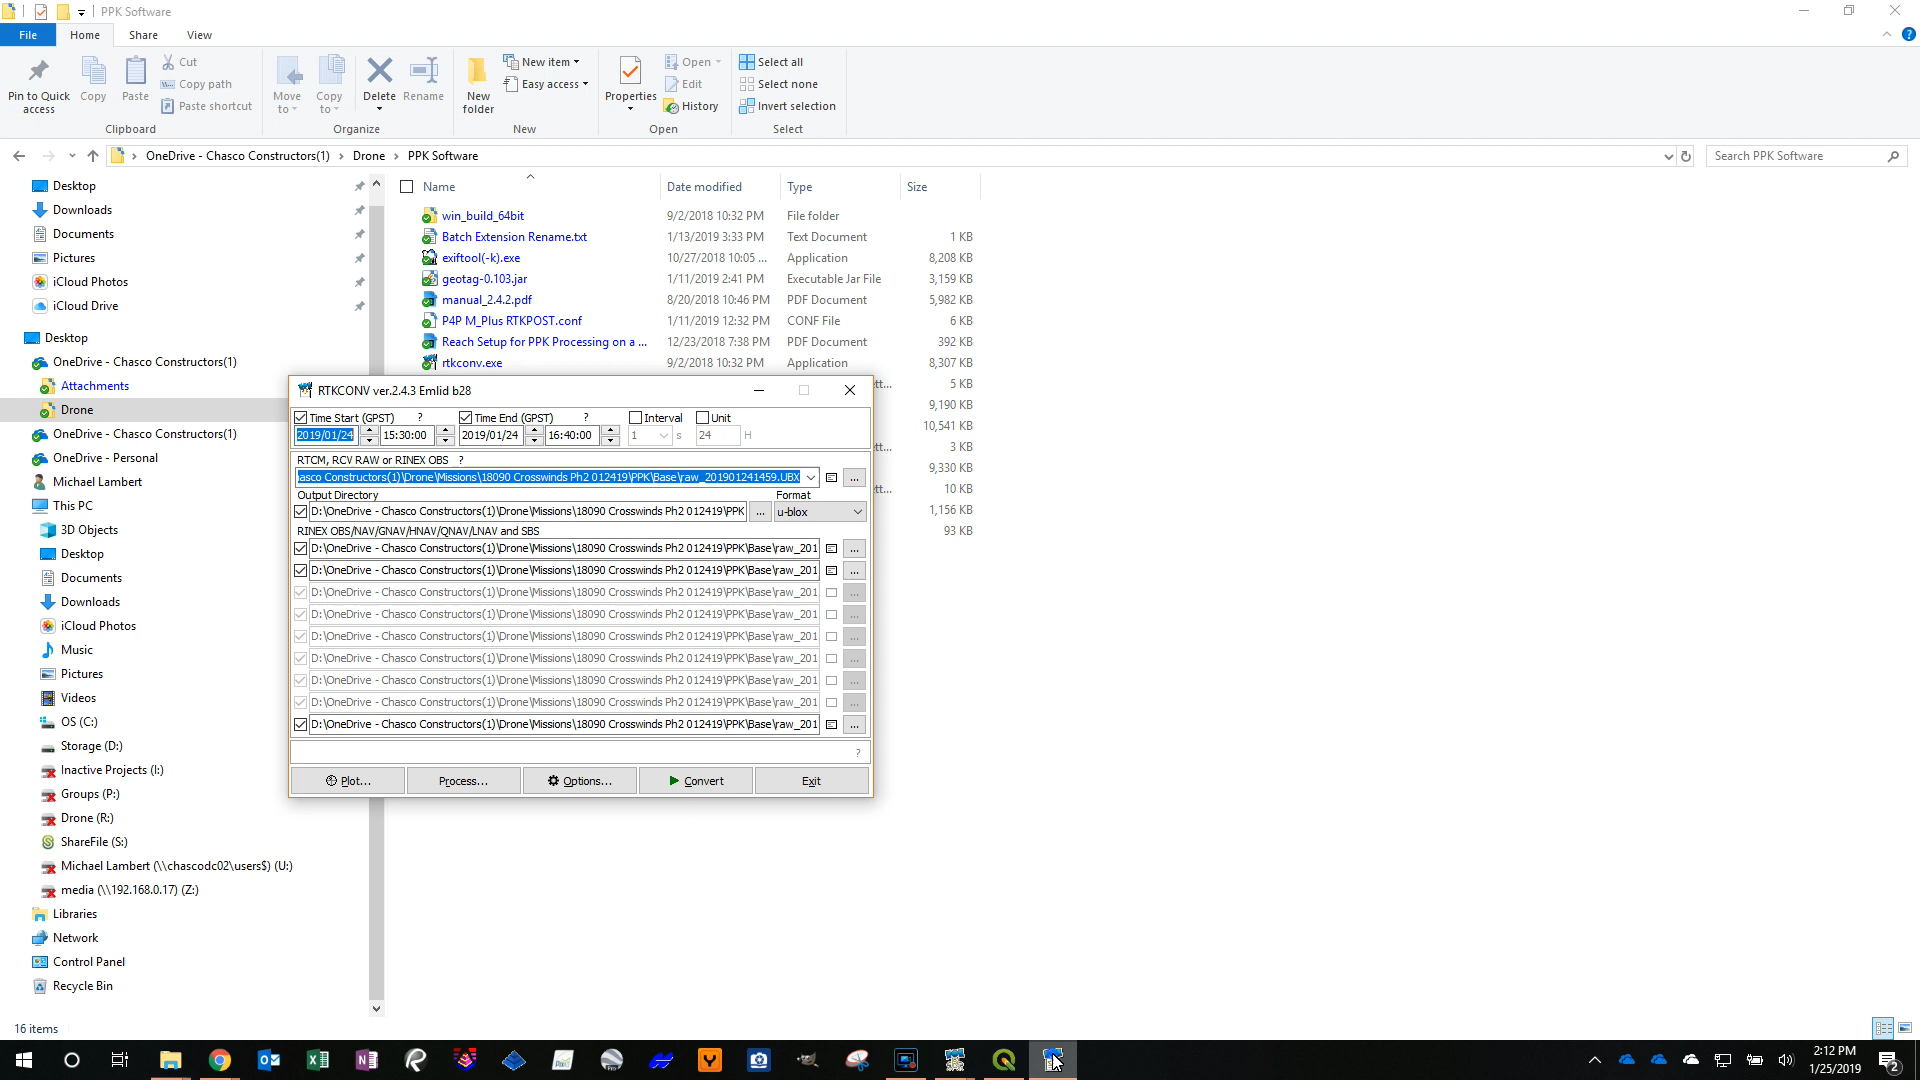 PPK Software
File
Home
Share
View
Pin to Quick access
Copy
Paste
Cut
Copy path
Paste shortcut
Clipboard
Move to
Copy to
Delete
Rename
Organize
New folder
New item
Easy access
New
Properties
Open
Edit
History
Open
Select all
Select none
Invert selection
Select
OneDrive - Chasco Constructors(1) › Drone › PPK Software
Search PPK Software
Desktop
Downloads
Documents
Pictures
iCloud Photos
iCloud Drive
Desktop
OneDrive - Chasco Constructors(1)
Attachments
Drone
OneDrive - Chasco Constructors(1)
OneDrive - Personal
Michael Lambert
This PC
3D Objects
Desktop
Documents
Downloads
iCloud Photos
Music
Pictures
Videos
OS (C:)
Storage (D:)
Inactive Projects (I:)
Groups (P:)
Drone (R:)
ShareFile (S:)
Michael Lambert (\\chascodc02\users$) (U:)
media (\\192.168.0.17) (Z:)
Libraries
Network
Control Panel
Recycle Bin
Name Date modified Type Size
win_build_64bit 9/2/2018 10:32 PM File folder
Batch Extension Rename.txt 1/13/2019 3:33 PM Text Document 1 KB
exiftool(-k).exe 10/27/2018 10:05 ... Application 8,208 KB
geotag-0.103.jar 1/11/2019 2:41 PM Executable Jar File 3,159 KB
manual_2.4.2.pdf 8/20/2018 10:46 PM PDF Document 5,982 KB
P4P M_Plus RTKPOST.conf 1/11/2019 12:32 PM CONF File 6 KB
Reach Setup for PPK Processing on a ... 12/23/2018 7:38 PM PDF Document 392 KB
rtkconv.exe 9/2/2018 10:32 PM Application 8,307 KB
ett... 5 KB
9,190 KB
10,541 KB
ett... 3 KB
9,330 KB
ett... 10 KB
1,156 KB
93 KB
RTKCONV ver.2.4.3 Emlid b28
Time Start (GPST) ? Time End (GPST) ? Interval Unit
2019/01/24 15:30:00 2019/01/24 16:40:00 1 s 24 H
RTCM, RCV RAW or RINEX OBS ?
asco Constructors(1)\Drone\Missions\18090 Crosswinds Ph2 012419\PPK\Base\raw_201901241459.UBX ...
Output Directory Format
D:\OneDrive - Chasco Constructors(1)\Drone\Missions\18090 Crosswinds Ph2 012419\PPK ... u-blox
RINEX OBS/NAV/GNAV/HNAV/QNAV/LNAV and SBS
D:\OneDrive - Chasco Constructors(1)\Drone\Missions\18090 Crosswinds Ph2 012419\PPK\Base\raw_201 ...
D:\OneDrive - Chasco Constructors(1)\Drone\Missions\18090 Crosswinds Ph2 012419\PPK\Base\raw_201 ...
D:\OneDrive - Chasco Constructors(1)\Drone\Missions\18090 Crosswinds Ph2 012419\PPK\Base\raw_201 ...
D:\OneDrive - Chasco Constructors(1)\Drone\Missions\18090 Crosswinds Ph2 012419\PPK\Base\raw_201 ...
D:\OneDrive - Chasco Constructors(1)\Drone\Missions\18090 Crosswinds Ph2 012419\PPK\Base\raw_201 ...
D:\OneDrive - Chasco Constructors(1)\Drone\Missions\18090 Crosswinds Ph2 012419\PPK\Base\raw_201 ...
D:\OneDrive - Chasco Constructors(1)\Drone\Missions\18090 Crosswinds Ph2 012419\PPK\Base\raw_201 ...
D:\OneDrive - Chasco Constructors(1)\Drone\Missions\18090 Crosswinds Ph2 012419\PPK\Base\raw_201 ...
D:\OneDrive - Chasco Constructors(1)\Drone\Missions\18090 Crosswinds Ph2 012419\PPK\Base\raw_201 ...
?
Plot... Process... Options... Convert Exit
16 items
2:12 PM
1/25/2019
2